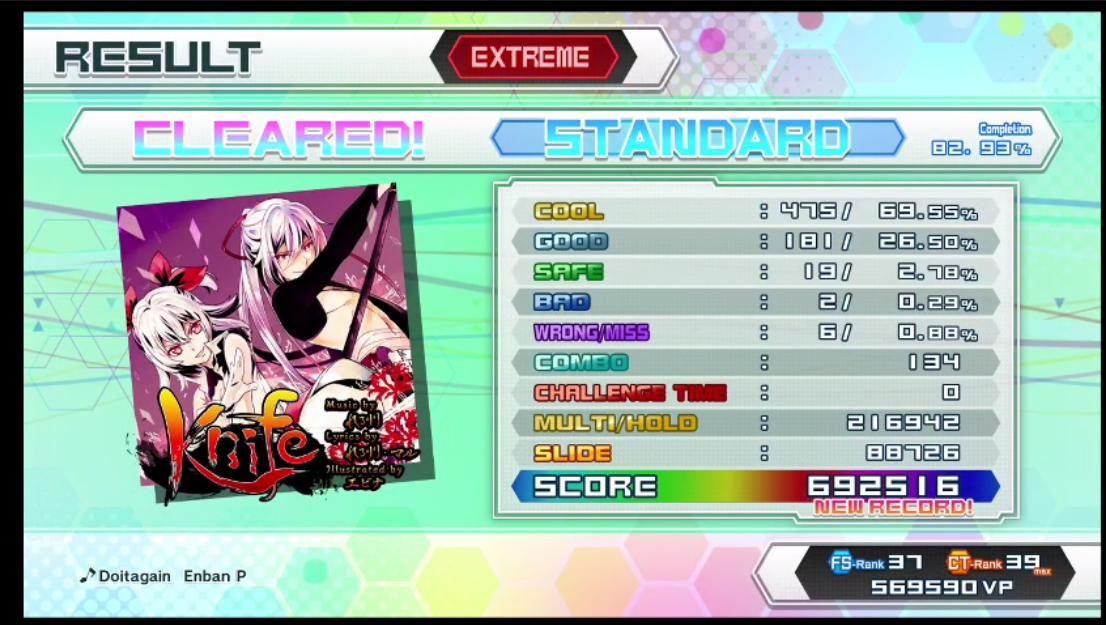 RESULT
EXTREME
CLEARED!
STANDARD
Completion
82.93%
COOL : 475/ 69.55%
GOOD : 181/ 26.50%
SAFE : 19/ 2.78%
BAD : 2/ 0.29%
WRONG/MISS : 6/ 0.88%
COMBO : 134
CHALLENGE TIME : 0
MULTI/HOLD : 216942
SLIDE : 88726
SCORE 692516
NEW RECORD!
Knife
Music by
Lyrics by
Illustrated by
エビナ
♪Doitagain Enban P
FS-Rank 37 CT-Rank 39 max
569590 VP